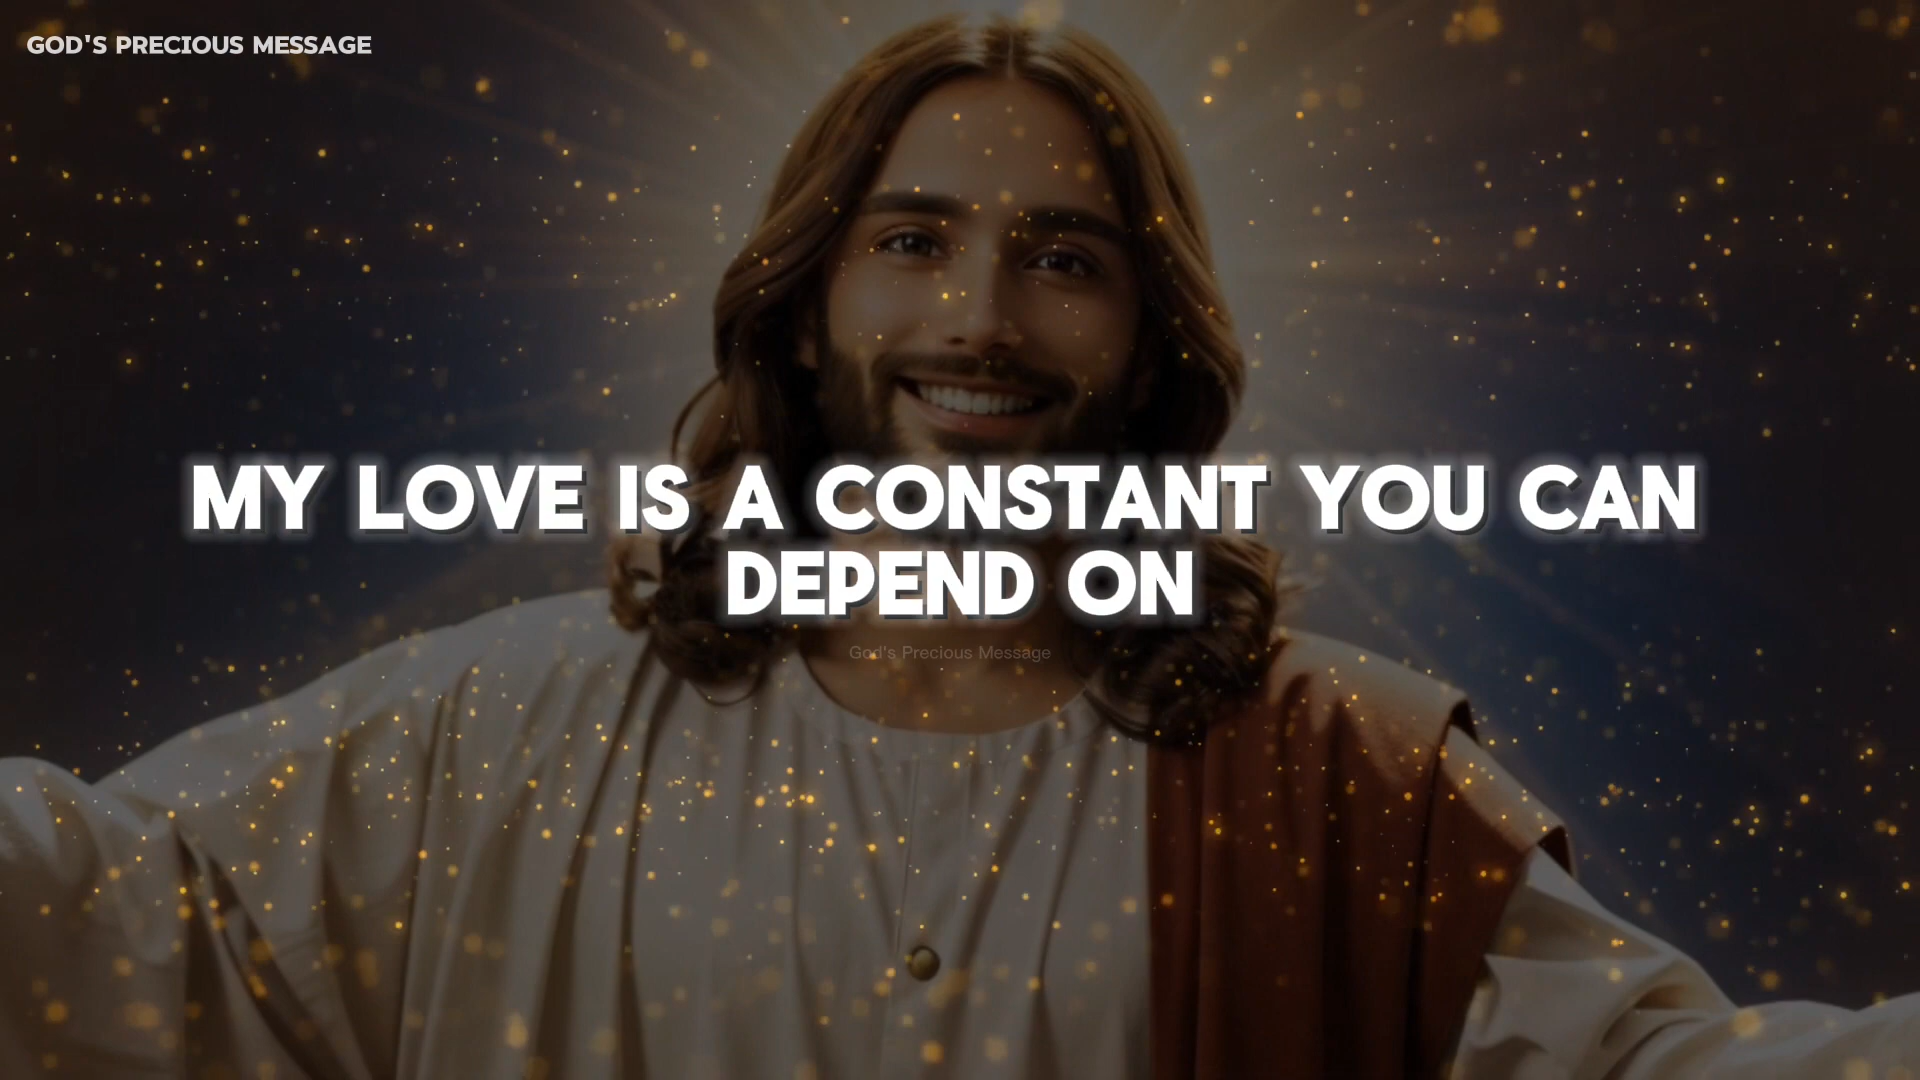 GOD'S PRECIOUS MESSAGE
MY LOVE IS A CONSTANT YOU CAN
DEPEND ON
God's Precious Message